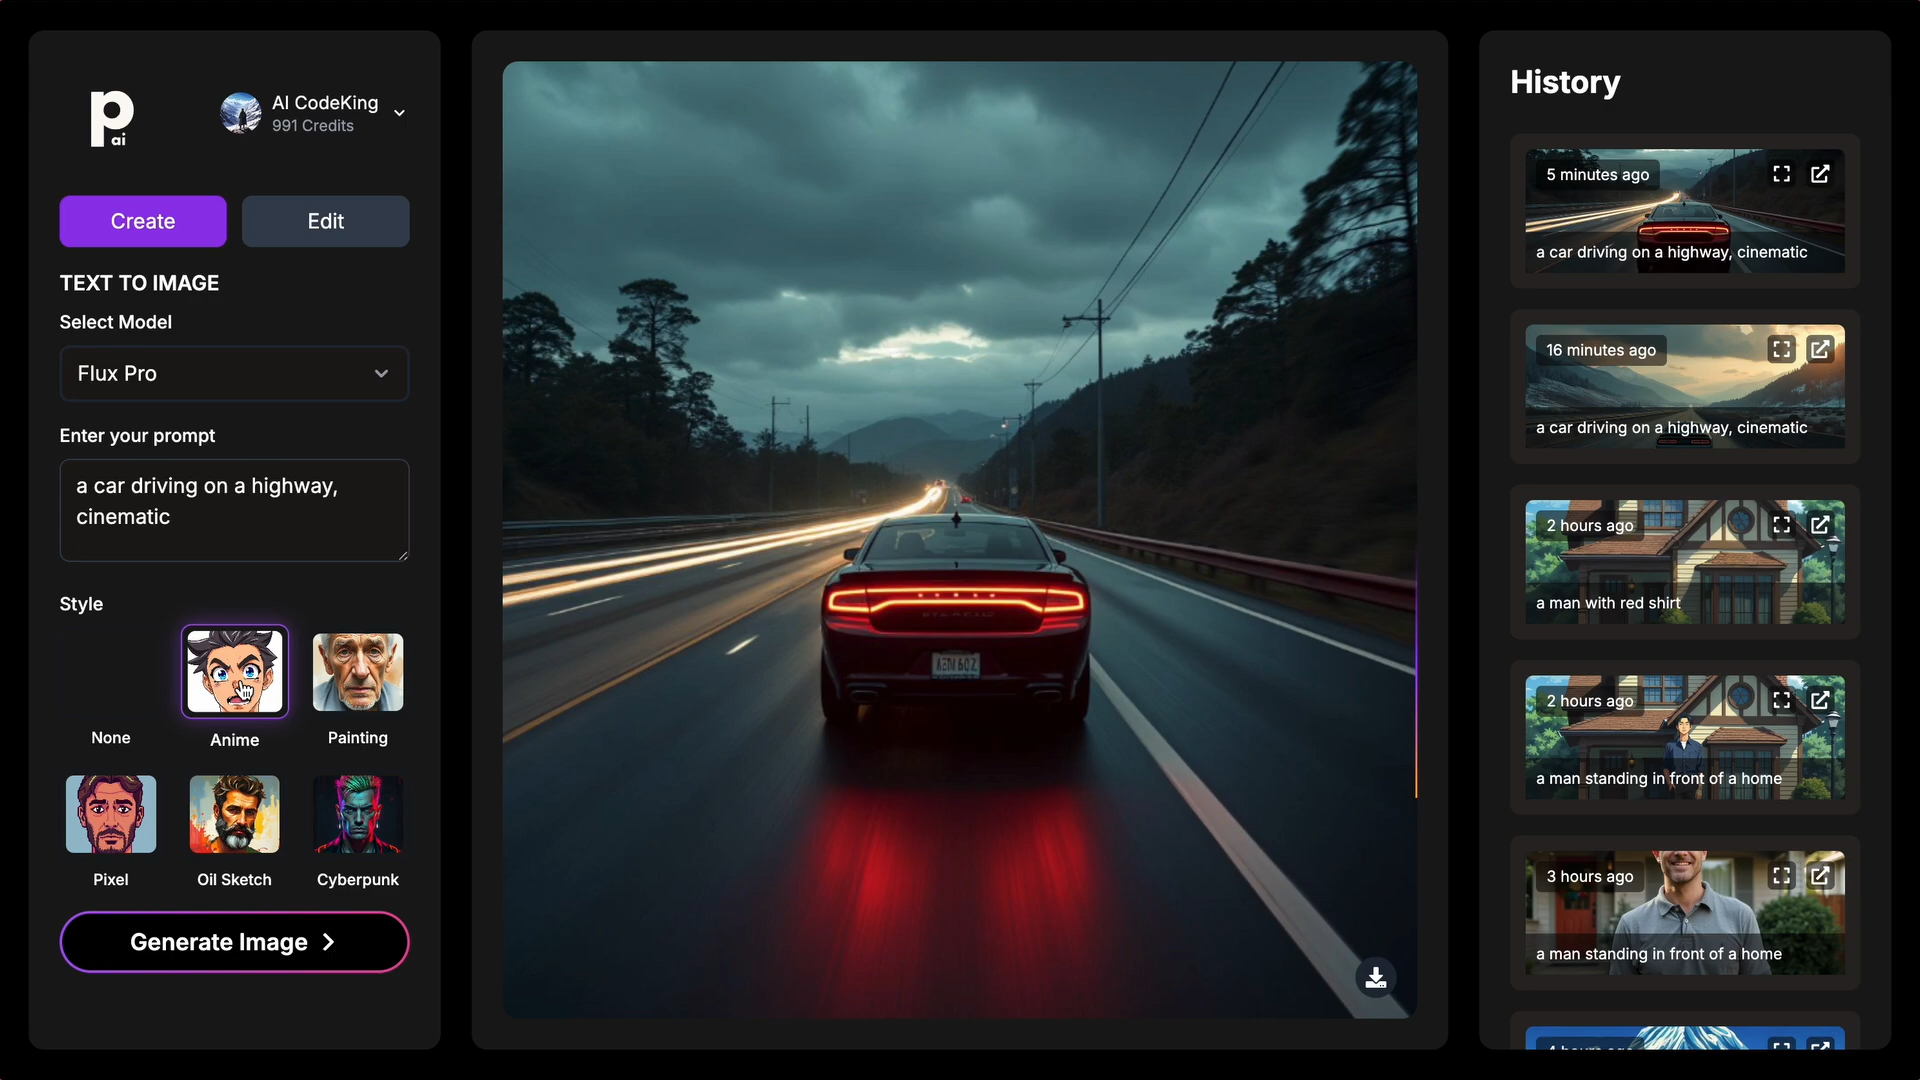 p
ai
AI CodeKing
991 Credits
Create
Edit
TEXT TO IMAGE
Select Model
Flux Pro
Enter your prompt
a car driving on a highway,
cinematic
Style
None
Anime
Painting
Pixel
Oil Sketch
Cyberpunk
Generate Image
History
5 minutes ago
a car driving on a highway, cinematic
16 minutes ago
a car driving on a highway, cinematic
2 hours ago
a man with red shirt
2 hours ago
a man standing in front of a home
3 hours ago
a man standing in front of a home